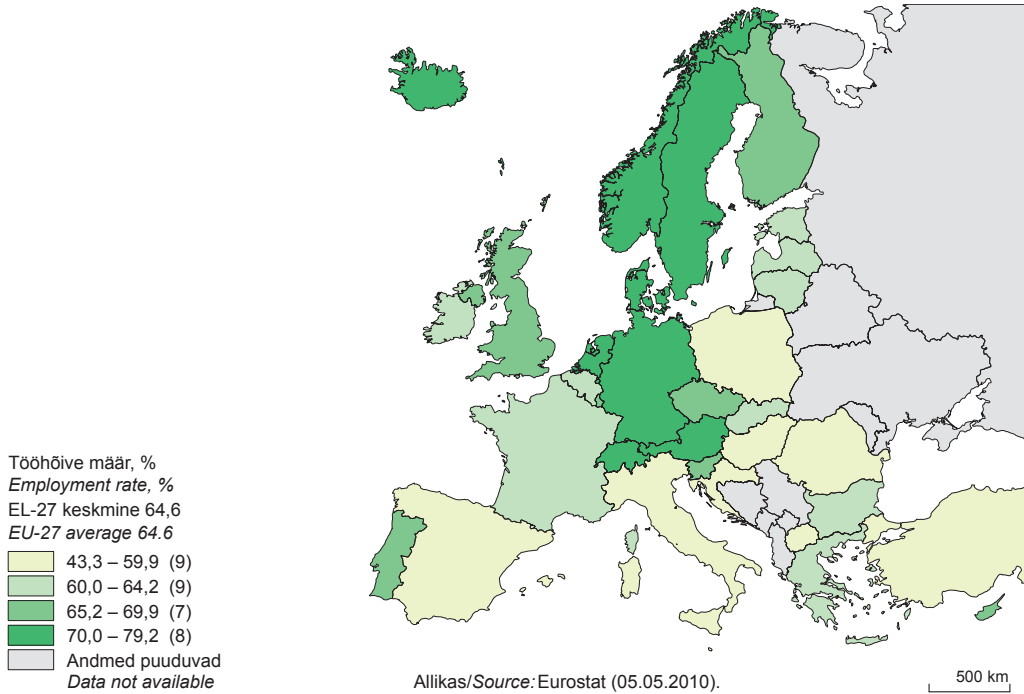 Tööhõive määr, %
Employment rate, %
EL-27 keskmine 64,6
EU-27 average 64.6
43,3 – 59,9 (9)
60,0 – 64,2 (9)
65,2 – 69,9 (7)
70,0 – 79,2 (8)
Andmed puuduvad
Data not available
Allikas/Source: Eurostat (05.05.2010).
500 km